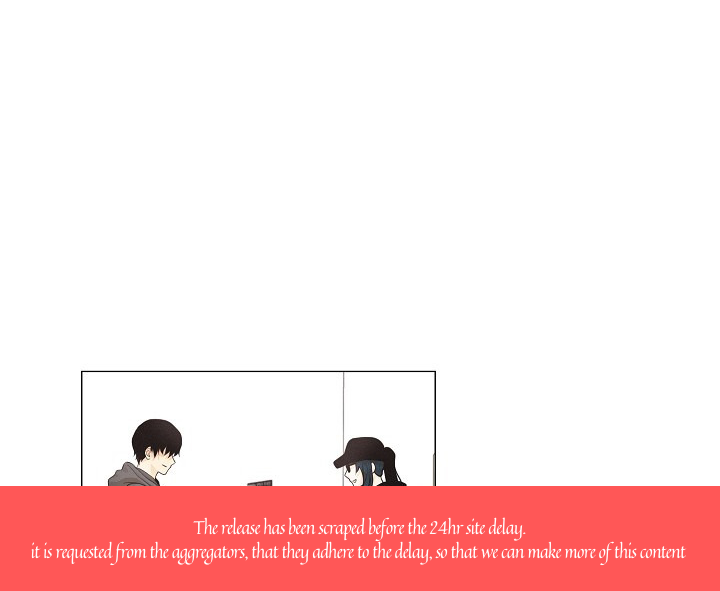 The release has been scraped before the 24hr site delay.
it is requested from the aggregators, that they adhere to the delay, so that we can make more of this content